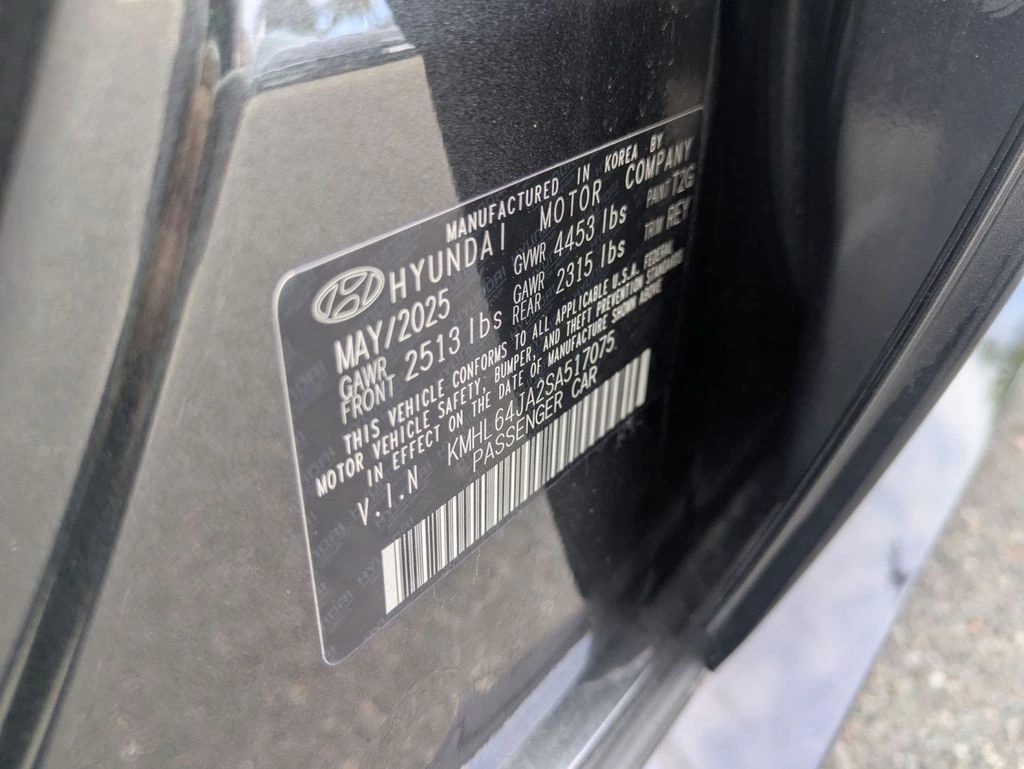 MANUFACTURED IN KOREA BY
HYUNDAI MOTOR COMPANY
MAY/2025 GVWR 4453 lbs PAINT T2G
GAWR FRONT 2513 lbs GAWR REAR 2315 lbs TRIM REY
THIS VEHICLE CONFORMS TO ALL APPLICABLE U.S.A. FEDERAL
MOTOR VEHICLE SAFETY, BUMPER, AND THEFT PREVENTION STANDARDS
IN EFFECT ON THE DATE OF MANUFACTURE SHOWN ABOVE
V.I.N KMHL64JA2SA517075
PASSENGER CAR